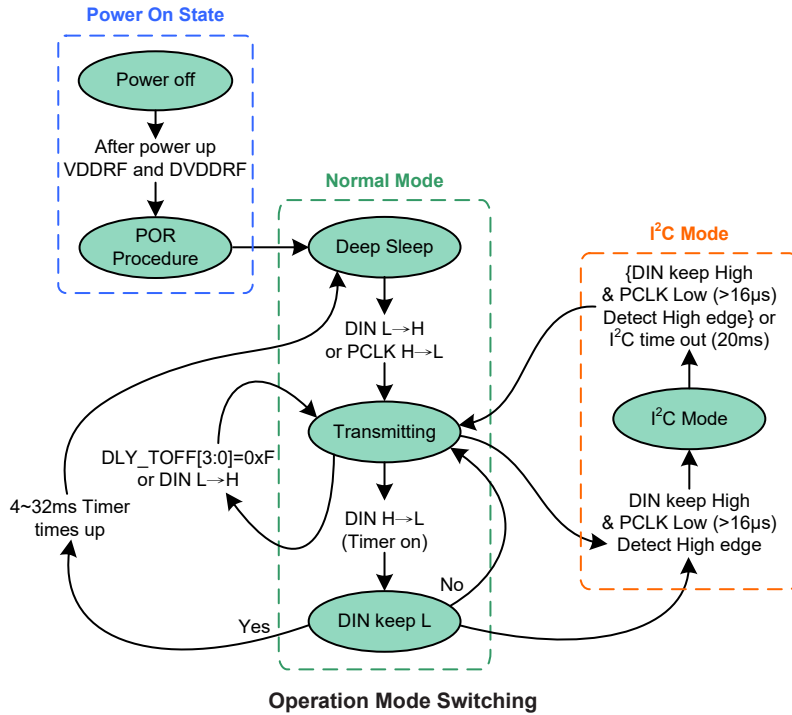 Power On State
Power off
After power up
VDDRF and DVDDRF
POR
Procedure
Normal Mode
Deep Sleep
DIN L→H
or PCLK H→L
Transmitting
DLY_TOFF[3:0]=0xF
or DIN L→H
4~32ms Timer
times up
DIN H→L
(Timer on)
No
Yes
DIN keep L
I²C Mode
{DIN keep High
& PCLK Low (>16µs)
Detect High edge} or
I²C time out (20ms)
I²C Mode
DIN keep High
& PCLK Low (>16µs)
Detect High edge
Operation Mode Switching